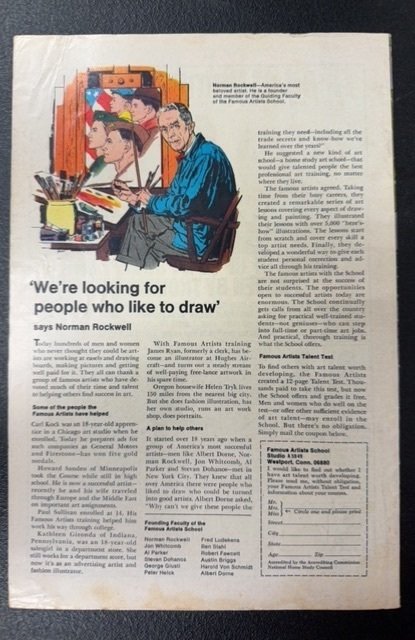 Norman Rockwell—America's most
beloved artist. He is a founder
and member of the Guiding Faculty
of the Famous Artists School.
'We're looking for
people who like to draw'
says Norman Rockwell
Today hundreds of men and women
who never thought they could be art-
ists are working at easels and drawing
boards, making pictures and getting
well paid for it. They all can thank a
group of famous artists who have de-
voted much of their time and talent
to helping others find success in art.
Some of the people the
Famous Artists have helped
Carl Kock was an 18-year-old appren-
tice in a Chicago art studio when he
enrolled. Today he prepares ads for
such companies as General Motors
and Firestone—has won five gold
medals.
Howard Sanden of Minneapolis
took the Course while still in high
school. He is now a successful artist—
recently he and his wife traveled
through Europe and the Middle East
on important art assignments.
Paul Sullivan enrolled at 14. His
Famous Artists training helped him
work his way through college.
Kathleen Gienda of Indiana,
Pennsylvania, was an 18-year-old
salesgirl in a department store. She
still works for a department store, but
now it's as an advertising artist and
fashion illustrator.
With Famous Artists training
James Ryan, formerly a clerk, has be-
come an illustrator at Hughes Air-
craft—and turns out a steady stream
of well-paying free-lance artwork in
his spare time.
Oregon housewife Helen Tryk lives
150 miles from the nearest big city.
But she does fashion illustration, has
her own studio, runs an art work
shop, does portraits.
A plan to help others
It started over 18 years ago when a
group of America's most successful
artists—men like Albert Dorne, Nor-
man Rockwell, Jon Whitcomb, Al
Parker and Stevan Dohanos—met in
New York City. They knew that all
over America there were people who
liked to draw who could be turned
into good artists. Albert Dorne asked,
"Why can't we give these people the
Founding Faculty of the
Famous Artists School
Norman Rockwell
Jon Whitcomb
Al Parker
Stevan Dohanos
George Giusti
Peter Helck
Fred Ludekens
Ben Stahl
Robert Fawcett
Austin Briggs
Harold Von Schmidt
Albert Dorne
training they need—including all the
trade secrets and know-how we've
learned over the years?"
He suggested a new kind of art
school—a home study art school—that
would give talented people the best
professional art training, no matter
where they live.
The famous artists agreed. Taking
time from their busy careers, they
created a remarkable series of art
lessons covering every aspect of draw-
ing and painting. They illustrated
their lessons with over 5,000 "here's-
how" illustrations. The lessons start
from scratch and cover every skill a
top artist needs. Finally, they de-
veloped a wonderful way to give each
student personal correction and ad-
vice all through his training.
The famous artists with the School
are not surprised at the success of
their students. The opportunities
open to successful artists today are
enormous. The School continually
gets calls from all over the country
asking for practical well-trained stu-
dents—not geniuses—who can step
into full-time or part-time art jobs.
And practical, thorough training is
what the School offers.
Famous Artists Talent Test
To find others with art talent worth
developing, the Famous Artists
created a 12-page Talent Test. Thou-
sands paid to take this test, but now
the School offers and grades it free.
Men and women who do well on the
test—or offer other sufficient evidence
of art talent—may enroll in the
School. But there's no obligation.
Simply mail the coupon below.
Famous Artists School
Studio
Westport, Conn. 06880
I would like to find out whether I
have art talent worth developing.
Please send me, without obligation,
your Famous Artists Talent Test and
information about your courses.
Mr.
Mrs.
Miss
Circle one and please print
Street
City
State
Age
Zip
Accredited by the Accrediting Commission
National Home Study Council